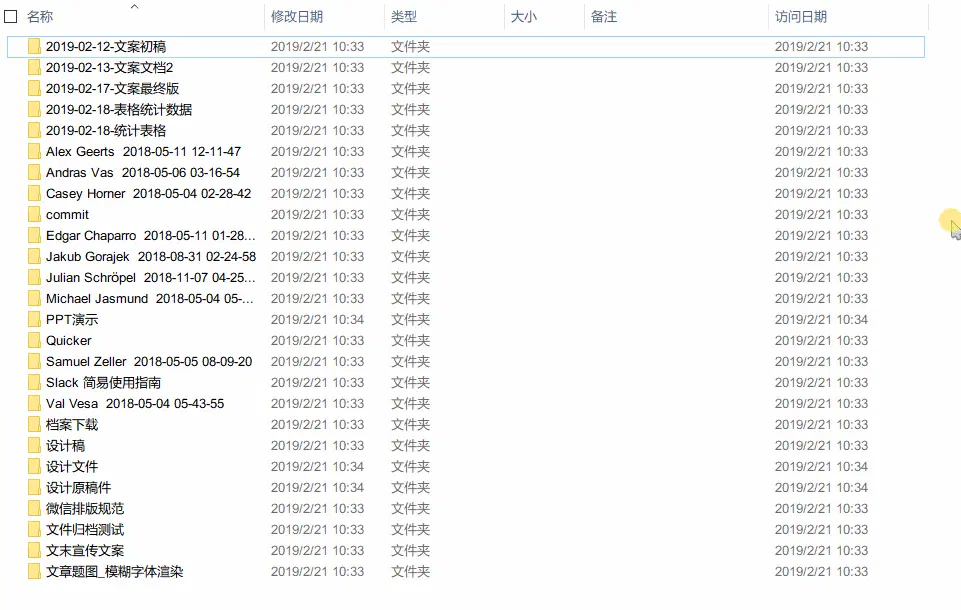 名称 修改日期 类型 大小 备注 访问日期
2019-02-12-文案初稿 2019/2/21 10:33 文件夹 2019/2/21 10:33
2019-02-13-文案文档2 2019/2/21 10:33 文件夹 2019/2/21 10:33
2019-02-17-文案最终版 2019/2/21 10:33 文件夹 2019/2/21 10:33
2019-02-18-表格统计数据 2019/2/21 10:33 文件夹 2019/2/21 10:33
2019-02-18-统计表格 2019/2/21 10:33 文件夹 2019/2/21 10:33
Alex Geerts  2018-05-11 12-11-47 2019/2/21 10:33 文件夹 2019/2/21 10:33
Andras Vas  2018-05-06 03-16-54 2019/2/21 10:33 文件夹 2019/2/21 10:33
Casey Horner  2018-05-04 02-28-42 2019/2/21 10:33 文件夹 2019/2/21 10:33
commit 2019/2/21 10:33 文件夹 2019/2/21 10:33
Edgar Chaparro  2018-05-11 01-28... 2019/2/21 10:33 文件夹 2019/2/21 10:33
Jakub Gorajek  2018-08-31 02-24-58 2019/2/21 10:33 文件夹 2019/2/21 10:33
Julian Schröpel  2018-11-07 04-25... 2019/2/21 10:33 文件夹 2019/2/21 10:33
Michael Jasmund  2018-05-04 05-... 2019/2/21 10:33 文件夹 2019/2/21 10:33
PPT演示 2019/2/21 10:34 文件夹 2019/2/21 10:34
Quicker 2019/2/21 10:33 文件夹 2019/2/21 10:33
Samuel Zeller  2018-05-05 08-09-20 2019/2/21 10:33 文件夹 2019/2/21 10:33
Slack 简易使用指南 2019/2/21 10:33 文件夹 2019/2/21 10:33
Val Vesa  2018-05-04 05-43-55 2019/2/21 10:33 文件夹 2019/2/21 10:33
档案下载 2019/2/21 10:33 文件夹 2019/2/21 10:33
设计稿 2019/2/21 10:33 文件夹 2019/2/21 10:33
设计文件 2019/2/21 10:34 文件夹 2019/2/21 10:34
设计原稿件 2019/2/21 10:34 文件夹 2019/2/21 10:34
微信排版规范 2019/2/21 10:33 文件夹 2019/2/21 10:33
文件归档测试 2019/2/21 10:33 文件夹 2019/2/21 10:33
文末宣传文案 2019/2/21 10:33 文件夹 2019/2/21 10:33
文章题图_模糊字体渲染 2019/2/21 10:33 文件夹 2019/2/21 10:33